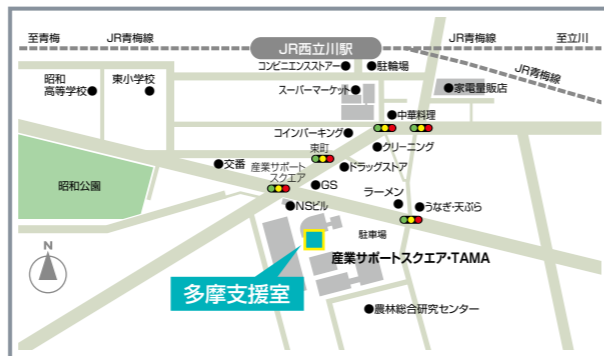 至青梅
JR青梅線
JR西立川駅
JR青梅線
至立川
JR青梅線
コンビニエンスストアー
駐輪場
昭和
高等学校
東小学校
スーパーマーケット
家電量販店
中華料理
コインパーキング
クリーニング
東町
交番
産業サポート
スクエア
ドラッグストア
昭和公園
GS
ラーメン
NSビル
うなぎ・天ぷら
駐車場
N
産業サポートスクエア・TAMA
多摩支援室
農林総合研究センター